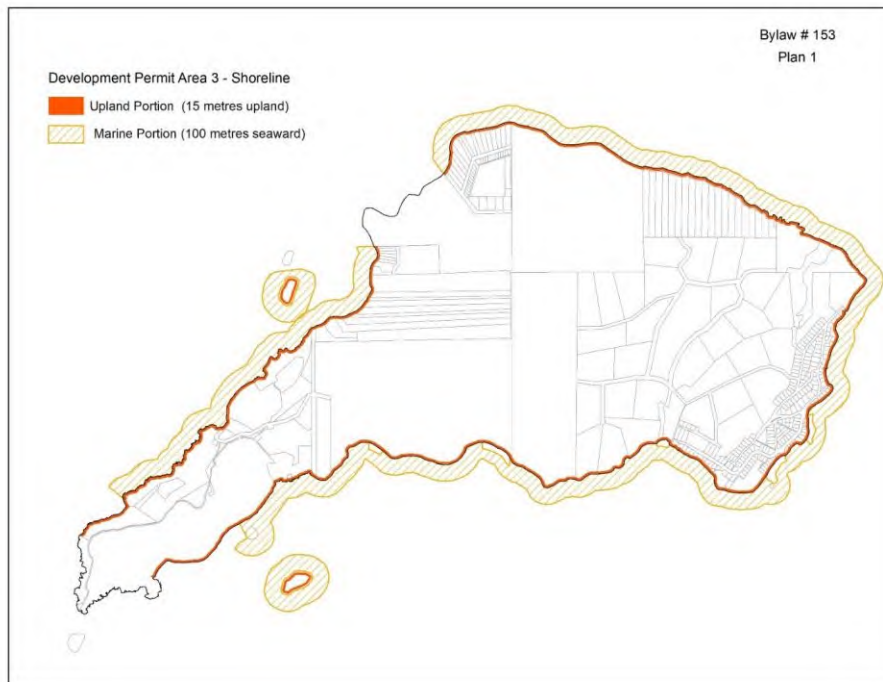 Bylaw # 153
Plan 1
Development Permit Area 3 - Shoreline
Upland Portion (15 metres upland)
Marine Portion (100 metres seaward)